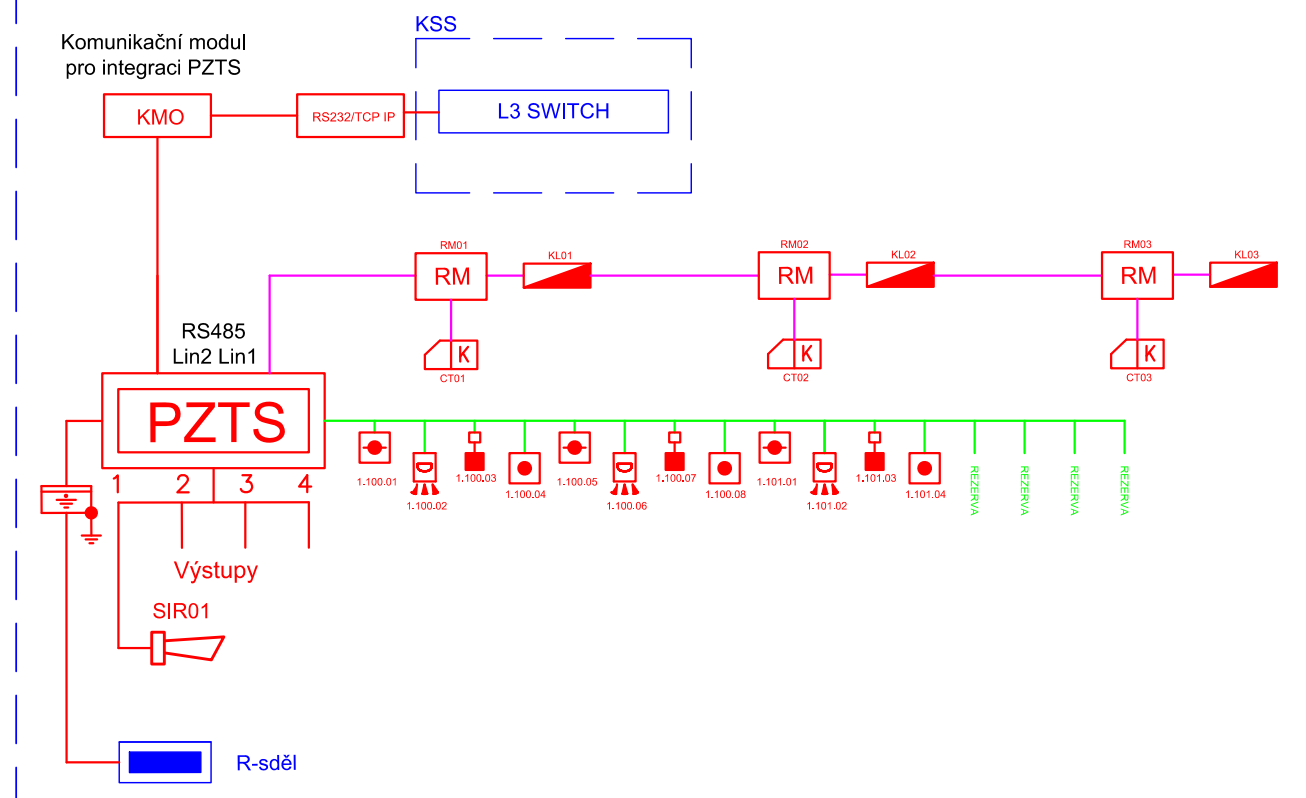 KSS
Komunikační modul
pro integraci PZTS
KMO
RS232/TCP IP
L3 SWITCH
RM01
RM
KL01
RM02
RM
KL02
RM03
RM
KL03
K
CT01
K
CT02
K
CT03
RS485
Lin2 Lin1
PZTS
1 2 3 4
1.100.01
1.100.02
1.100.03
1.100.04
1.100.05
1.100.06
1.100.07
1.100.08
1.101.01
1.101.02
1.101.03
1.101.04
REZERVA
REZERVA
REZERVA
REZERVA
Výstupy
SIR01
R-sděl